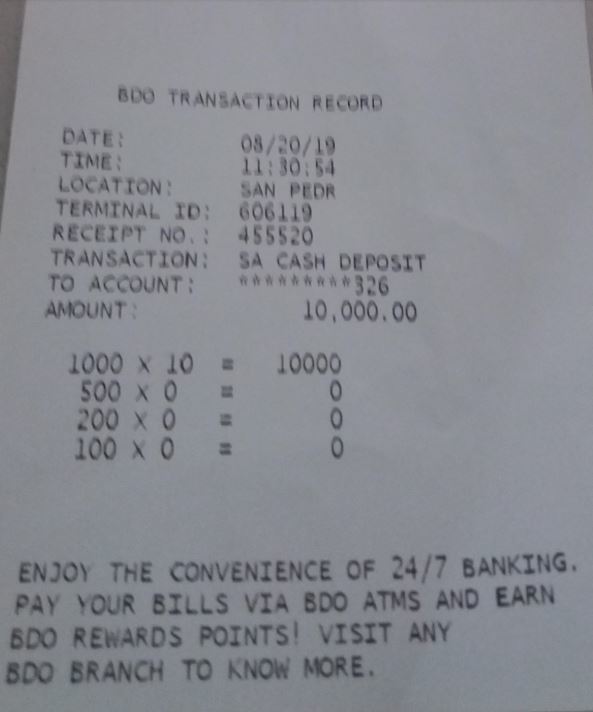 BDO TRANSACTION RECORD
DATE: 08/20/19
TIME: 11:30:54
LOCATION: SAN PEDR
TERMINAL ID: 606119
RECEIPT NO.: 455520
TRANSACTION: SA CASH DEPOSIT
TO ACCOUNT: *********326
AMOUNT: 10,000.00
1000 X 10 = 10000
500 X 0 = 0
200 X 0 = 0
100 X 0 = 0
ENJOY THE CONVENIENCE OF 24/7 BANKING.
PAY YOUR BILLS VIA BDO ATMS AND EARN
BDO REWARDS POINTS! VISIT ANY
BDO BRANCH TO KNOW MORE.